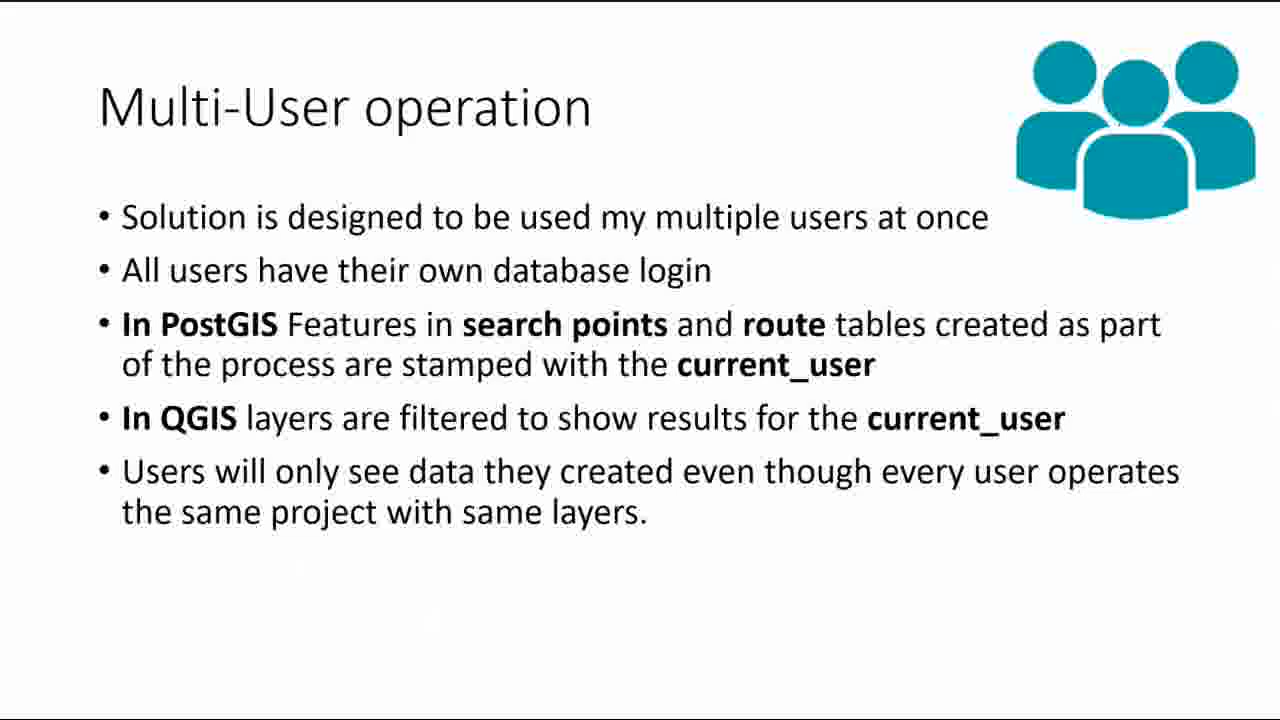 Multi-User operation
• Solution is designed to be used my multiple users at once
• All users have their own database login
• In PostGIS Features in search points and route tables created as part
of the process are stamped with the current_user
• In QGIS layers are filtered to show results for the current_user
• Users will only see data they created even though every user operates
the same project with same layers.